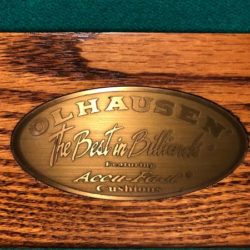 OLHAUSEN
The Best in Billiards
Featuring
Accu-Fast®
Cushions